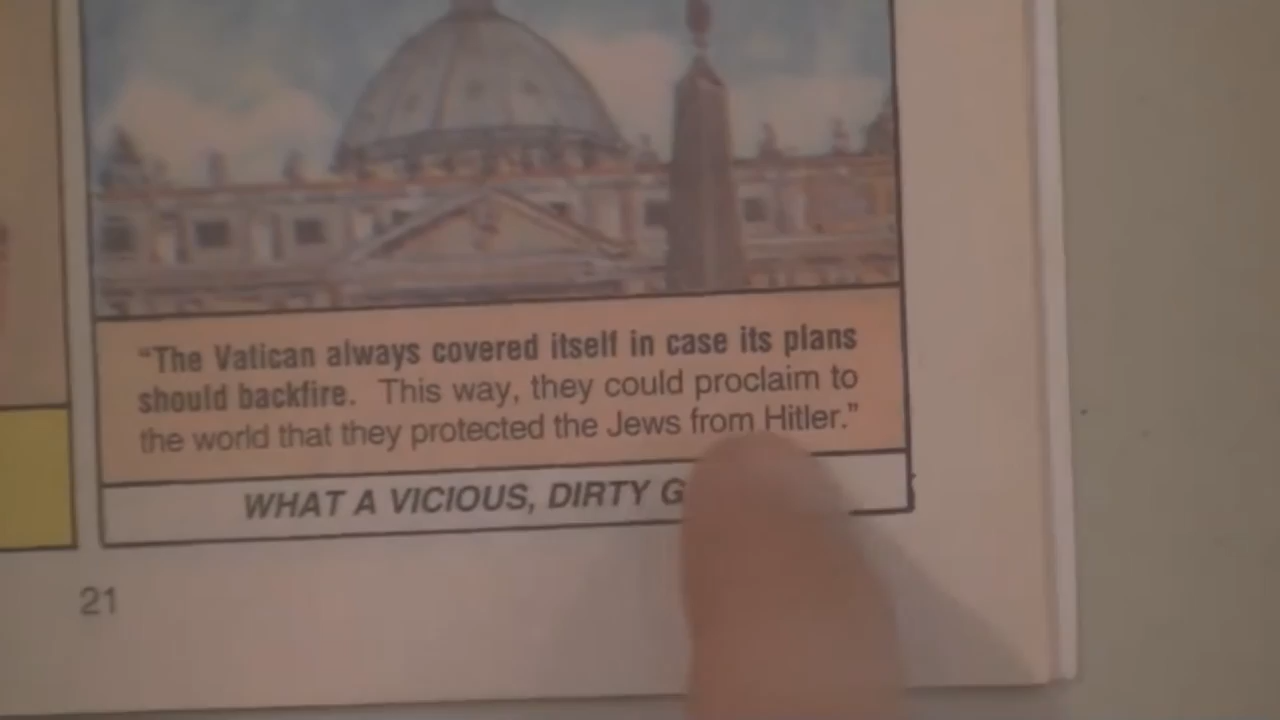 “The Vatican always covered itself in case its plans
should backfire. This way, they could proclaim to
the world that they protected the Jews from Hitler.”
WHAT A VICIOUS, DIRTY
21